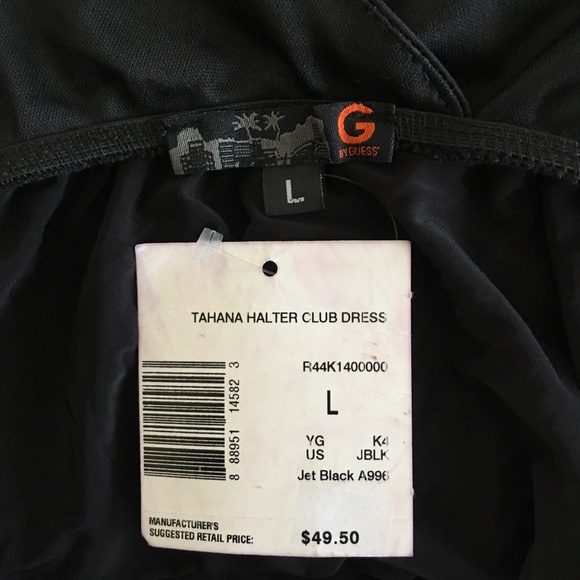 G
BY GUESS
L
TAHANA HALTER CLUB DRESS
R44K1400000
L
YG K4
US JBLK
Jet Black A996
8 88951 14582 3
MANUFACTURER'S
SUGGESTED RETAIL PRICE: $49.50